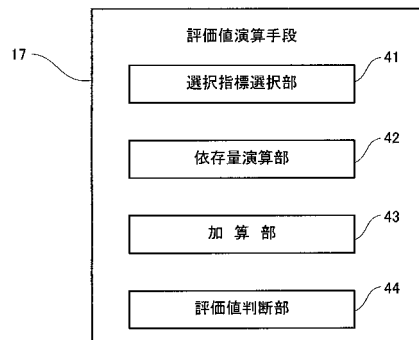 評価値演算手段
17
41
選択指標選択部
42
依存量演算部
43
加 算 部
44
評価値判断部